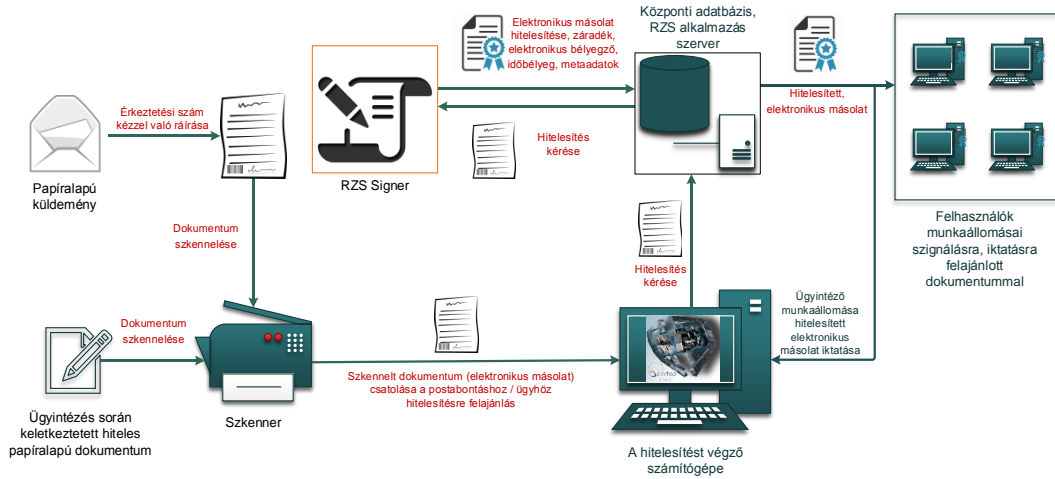 Elektronikus másolat
hitelesítése, záradék,
elektronikus bélyegző,
időbélyeg, metaadatok
Központi adatbázis,
RZS alkalmazás
szerver
Érkeztetési szám
kézzel való ráírása
Hitelesítés
kérése
Hitelesített,
elektronikus másolat
Papíralapú
küldemény
RZS Signer
Felhasználók
munkaállomásai
szignálásra, iktatásra
felajánlott
dokumentummal
Dokumentum
szkennelése
Hitelesítés
kérése
Ügyintéző
munkaállomása
hitelesített
elektronikus
másolat iktatása
Dokumentum
szkennelése
Szkennelt dokumentum (elektronikus másolat)
csatolása a postabontáshoz / ügyhöz
hitelesítésre felajánlás
certop
Ügyintézés során
keletkeztetett hiteles
papíralapú dokumentum
Szkenner
A hitelesítést végző
számítógépe